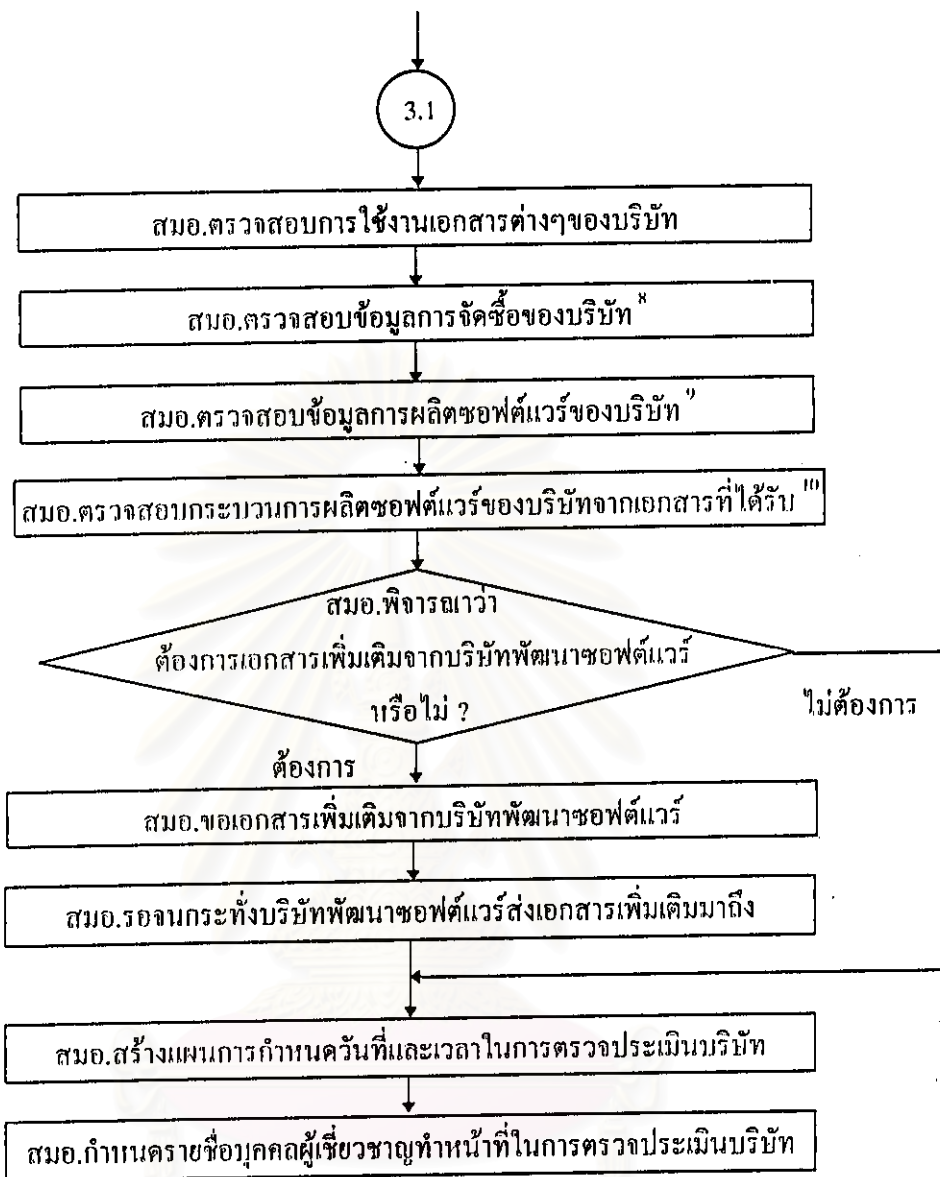 3.1
สมอ.ตรวจสอบการใช้งานเอกสารต่างๆของบริษัท
สมอ.ตรวจสอบข้อมูลการจัดซื้อของบริษัท 8
สมอ.ตรวจสอบข้อมูลการผลิตซอฟต์แวร์ของบริษัท 9
สมอ.ตรวจสอบกระบวนการผลิตซอฟต์แวร์ของบริษัทจากเอกสารที่ได้รับ 10
สมอ.พิจารณาว่า
ต้องการเอกสารเพิ่มเติมจากบริษัทพัฒนาซอฟต์แวร์
หรือไม่ ?
ไม่ต้องการ
ต้องการ
สมอ.ขอเอกสารเพิ่มเติมจากบริษัทพัฒนาซอฟต์แวร์
สมอ.รอจนกระทั่งบริษัทพัฒนาซอฟต์แวร์ส่งเอกสารเพิ่มเติมมาถึง
สมอ.สร้างแผนการกำหนดวันที่และเวลาในการตรวจประเมินบริษัท
สมอ.กำหนดรายชื่อบุคคลผู้เชี่ยวชาญทำหน้าที่ในการตรวจประเมินบริษัท